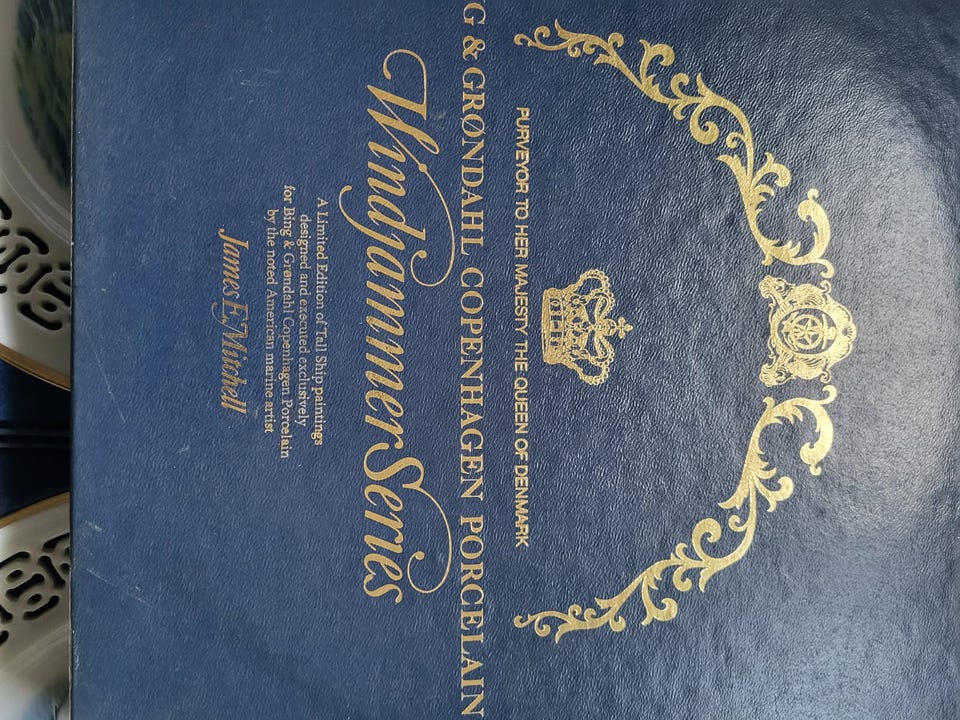 PURVEYOR TO HER MAJESTY THE QUEEN OF DENMARK
G & GRØNDAHL COPENHAGEN PORCELAIN
Windjammer Series
A Limited Edition of Tall Ship paintings
designed and executed exclusively
for Bing & Grøndahl Copenhagen Porcelain
by the noted American marine artist
James E. Mitchell